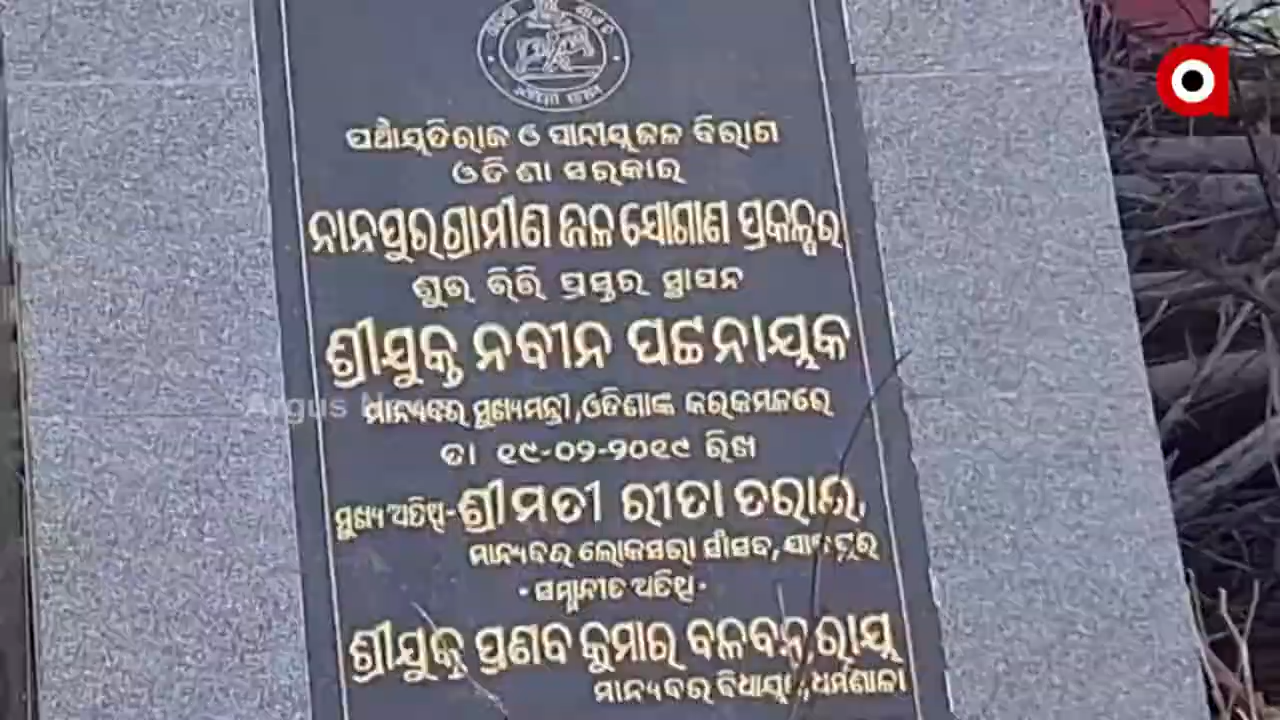 ପଞ୍ଚାୟତିରାଜ ଓ ପାନୀୟଜଳ ବିଭାଗ
ଓଡିଶା ସରକାର
ନାନପୁର ଗ୍ରାମୀଣ ଜଳ ଯୋଗାଣ ପ୍ରକଳ୍ପର
ଶୁଭ ଭିତ୍ତି ପ୍ରସ୍ତର ସ୍ଥାପନ
ଶ୍ରୀଯୁକ୍ତ ନବୀନ ପଟ୍ଟନାୟକ
ମାନ୍ୟବର ମୁଖ୍ୟମନ୍ତ୍ରୀ,ଓଡିଶାଙ୍କ କରକମଳରେ
Argus News
ତା ୧୯-୦୨-୨୦୧୯ ରିଖ
ମୁଖ୍ୟ ଅତିଥି-ଶ୍ରୀମତୀ ରୀତା ତରାଇ,
ମାନ୍ୟବର ଲୋକସଭା ସାଂସଦ, ଯାଜପୁର
-ସମ୍ମାନୀତ ଅତିଥି-
ଶ୍ରୀଯୁକ୍ତ ପ୍ରଣବ କୁମାର ବଳବନ୍ତରାୟ
ମାନ୍ୟବର ବିଧାୟକ,ଧର୍ମଶାଳା